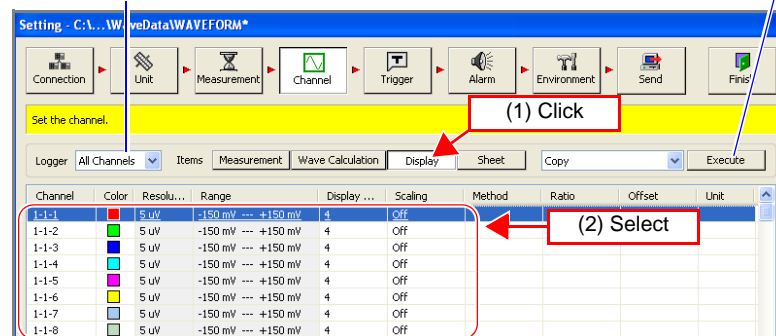 Setting - C:\...\WaveData\WAVEFORM*
Connection Unit Measurement Channel Trigger Alarm Environment Send Finish
Set the channel.
(1) Click
Logger All Channels Items Measurement Wave Calculation Display Sheet Copy Execute
Channel Color Resolu... Range Display ... Scaling Method Ratio Offset Unit
1-1-1 5 uV -150 mV --- +150 mV 4 Off
(2) Select
1-1-2 5 uV -150 mV --- +150 mV 4 Off
1-1-3 5 uV -150 mV --- +150 mV 4 Off
1-1-4 5 uV -150 mV --- +150 mV 4 Off
1-1-5 5 uV -150 mV --- +150 mV 4 Off
1-1-6 5 uV -150 mV --- +150 mV 4 Off
1-1-7 5 uV -150 mV --- +150 mV 4 Off
1-1-8 5 uV -150 mV --- +150 mV 4 Off